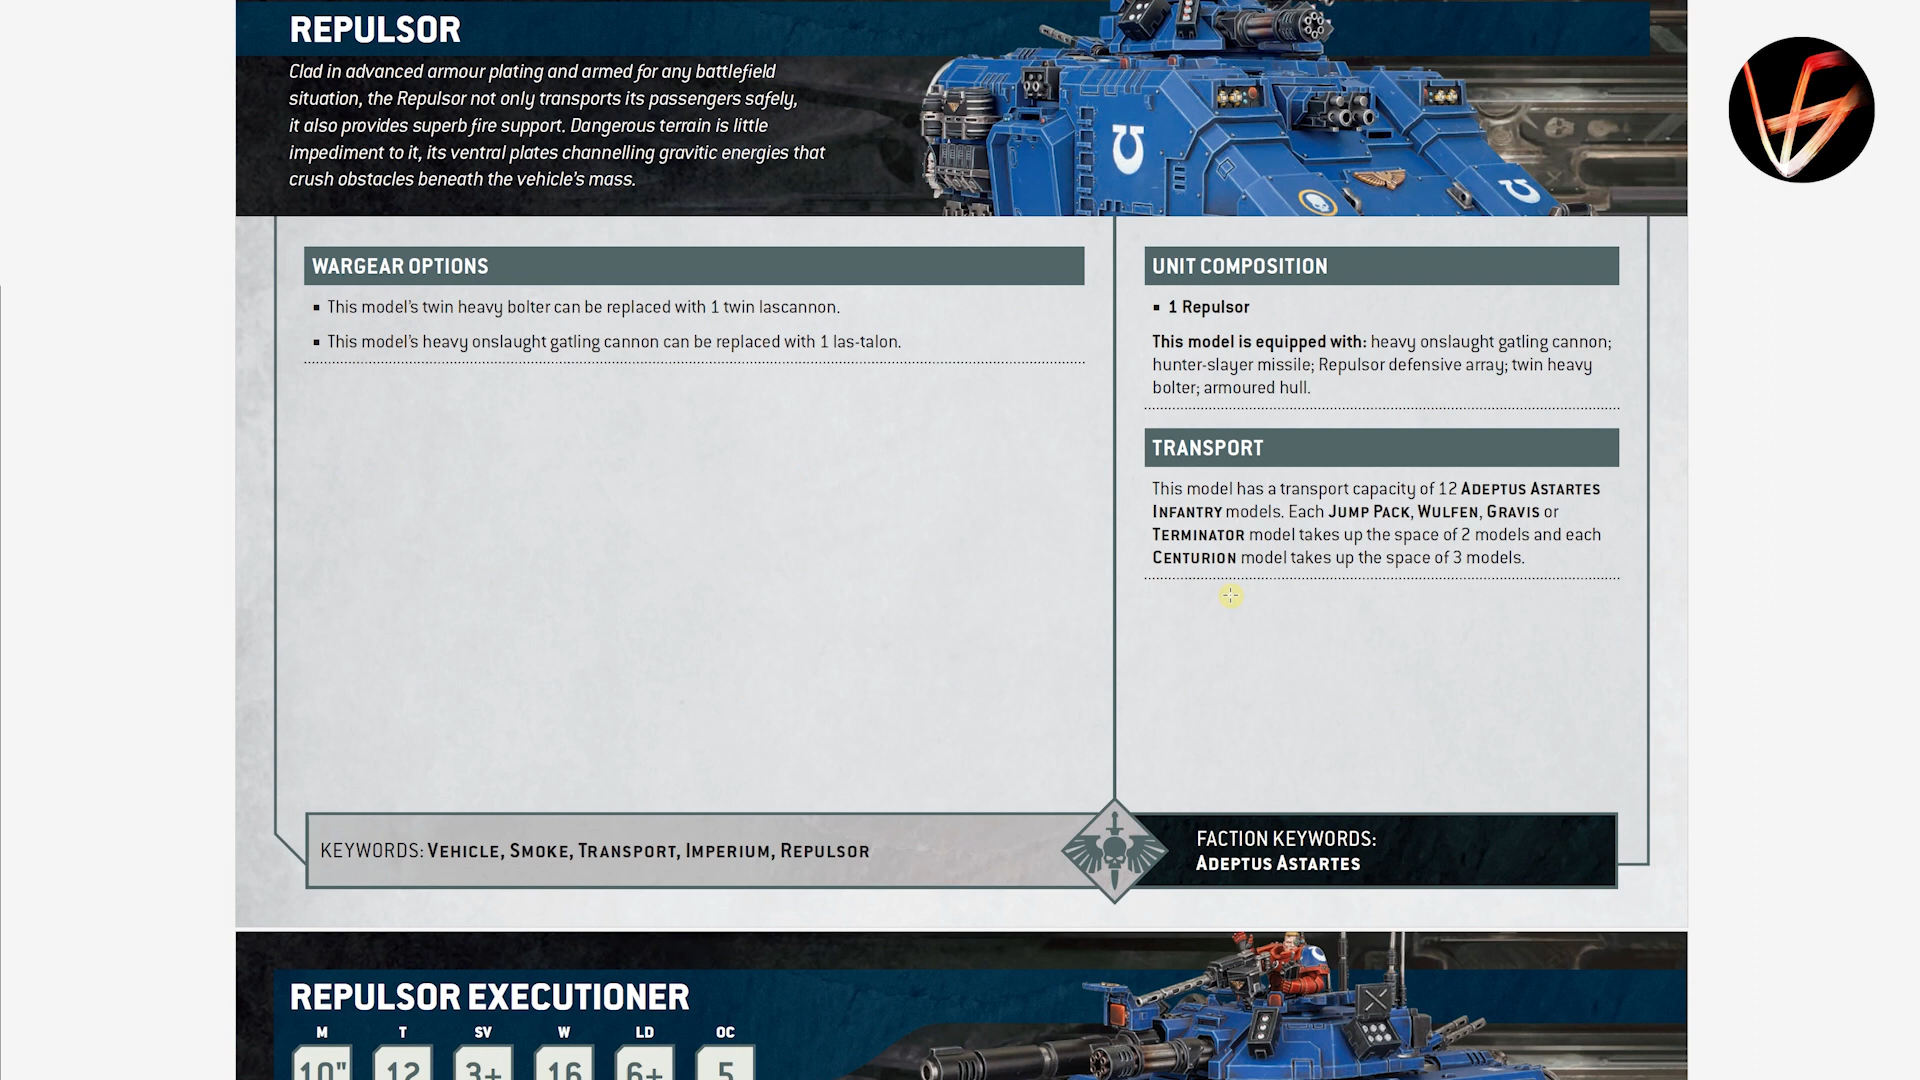 REPULSOR
Clad in advanced armour plating and armed for any battlefield
situation, the Repulsor not only transports its passengers safely,
it also provides superb fire support. Dangerous terrain is little
impediment to it, its ventral plates channelling gravitic energies that
crush obstacles beneath the vehicle's mass.
WARGEAR OPTIONS
▪ This model's twin heavy bolter can be replaced with 1 twin lascannon.
▪ This model's heavy onslaught gatling cannon can be replaced with 1 las-talon.
UNIT COMPOSITION
▪ 1 Repulsor
This model is equipped with: heavy onslaught gatling cannon;
hunter-slayer missile; Repulsor defensive array; twin heavy
bolter; armoured hull.
TRANSPORT
This model has a transport capacity of 12 ADEPTUS ASTARTES
INFANTRY models. Each JUMP PACK, WULFEN, GRAVIS or
TERMINATOR model takes up the space of 2 models and each
CENTURION model takes up the space of 3 models.
KEYWORDS: VEHICLE, SMOKE, TRANSPORT, IMPERIUM, REPULSOR
FACTION KEYWORDS:
ADEPTUS ASTARTES
REPULSOR EXECUTIONER
M T SV W LD OC
10" 12 3+ 16 6+ 5